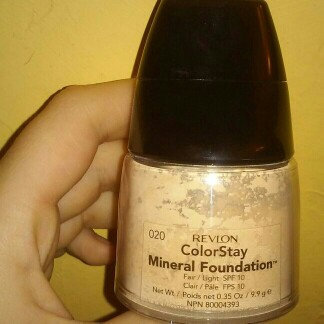 020
REVLON
ColorStay
Mineral Foundation™
Fair / Light SPF 10
Clair / Pâle FPS 10
Net Wt / Poids net 0.35 Oz / 9.9 g e
NPN 80004393